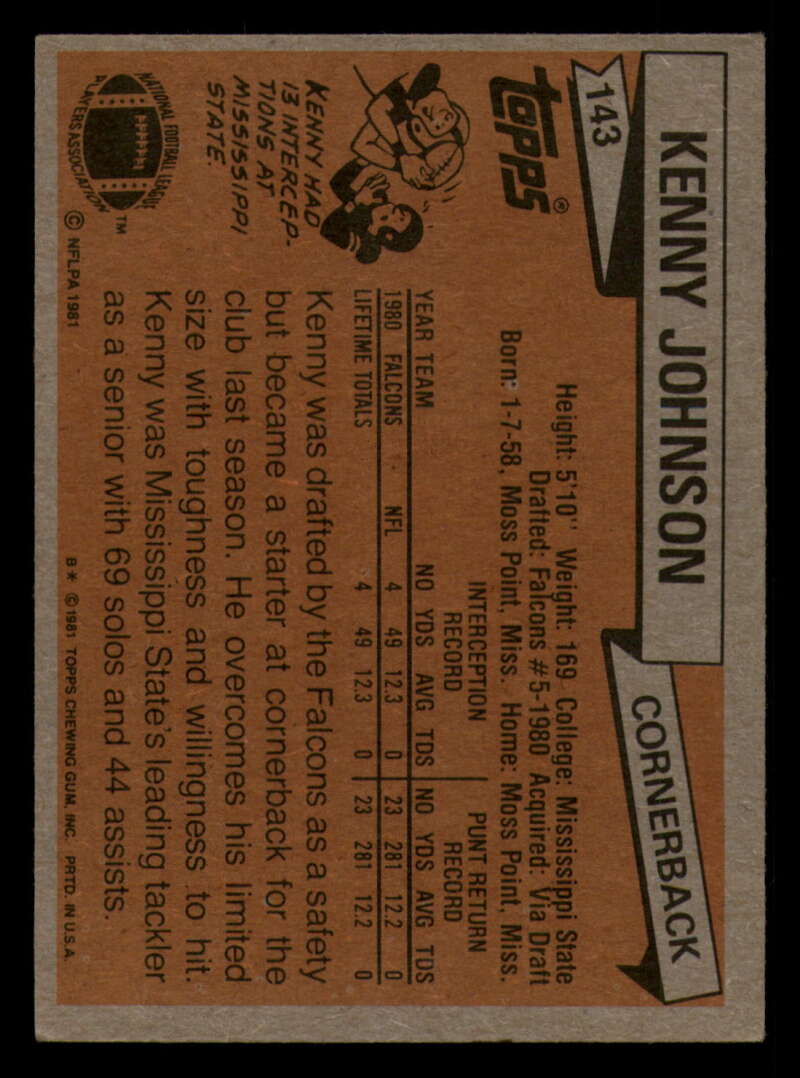 143
KENNY JOHNSON
CORNERBACK
topps®
Height: 5'10" Weight: 169 College: Mississippi State
Drafted: Falcons #5-1980 Acquired: Via Draft
Born: 1-7-58, Moss Point, Miss. Home: Moss Point, Miss.
INTERCEPTION PUNT RETURN
RECORD RECORD
YEAR TEAM NO YDS AVG TDS NO YDS AVG TDS
1980 FALCONS NFL 4 49 12.3 0 23 281 12.2 0
LIFETIME TOTALS 4 49 12.3 0 23 281 12.2 0
KENNY HAD
13 INTERCEP-
TIONS AT
MISSISSIPPI
STATE.
Kenny was drafted by the Falcons as a safety
but became a starter at cornerback for the
club last season. He overcomes his limited
size with toughness and willingness to hit.
Kenny was Mississippi State's leading tackler
as a senior with 69 solos and 44 assists.
NATIONAL FOOTBALL LEAGUE
PLAYERS ASSOCIATION
™
© NFLPA 1981
B* © 1981 TOPPS CHEWING GUM, INC. PRTD. IN U.S.A.